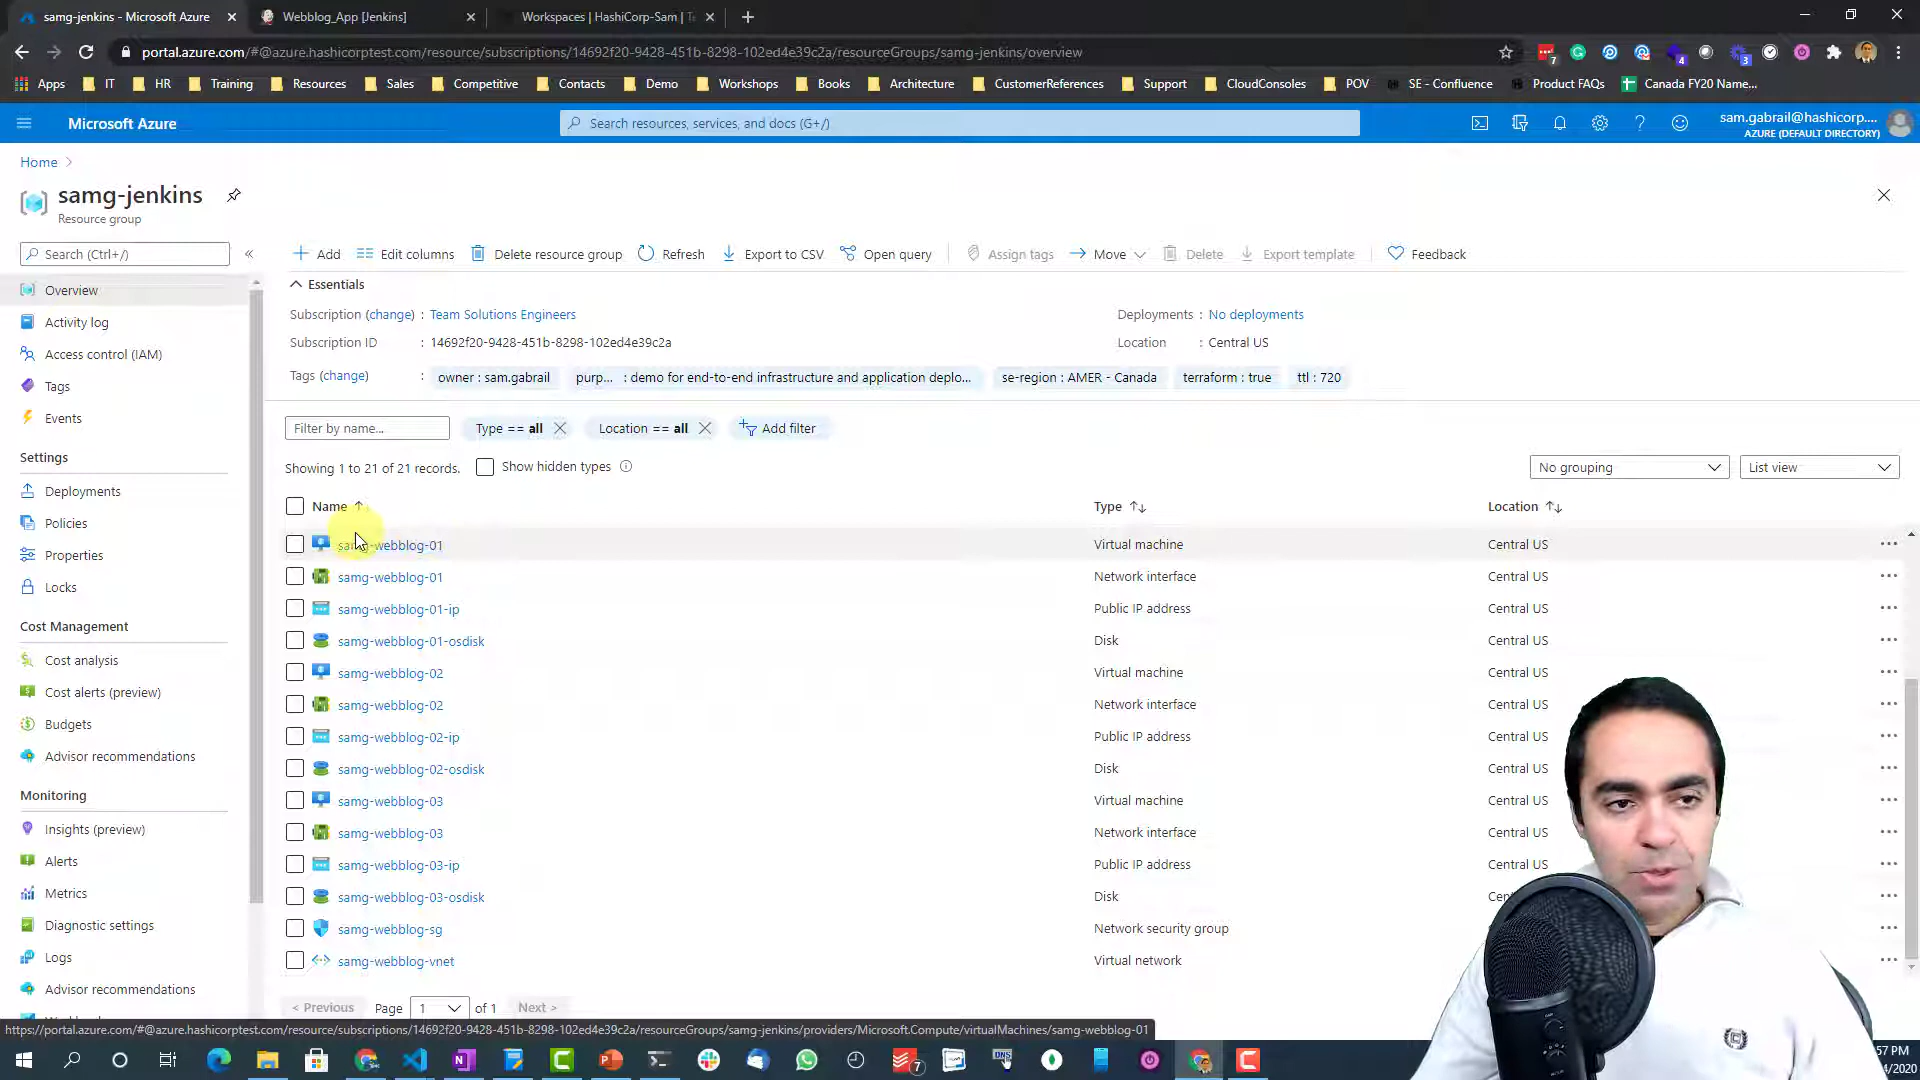 samg-jenkins - Microsoft Azure
Webblog_App [Jenkins]
Workspaces | HashiCorp-Sam | T
portal.azure.com/#@azure.hashicorptest.com/resource/subscriptions/14692f20-9428-451b-8298-102ed4e39c2a/resourceGroups/samg-jenkins/overview
7
4
3
Apps IT HR Training Resources Sales Competitive Contacts Demo Workshops Books Architecture CustomerReferences Support CloudConsoles POV SE - Confluence Product FAQs Canada FY20 Name...
Microsoft Azure
Search resources, services, and docs (G+/)
sam.gabrail@hashicorp....
AZURE (DEFAULT DIRECTORY)
Home
samg-jenkins
Resource group
Search (Ctrl+/)
«
Add Edit columns Delete resource group Refresh Export to CSV Open query Assign tags Move Delete Export template Feedback
Overview
Activity log
Access control (IAM)
Tags
Events
Settings
Deployments
Policies
Properties
Locks
Cost Management
Cost analysis
Cost alerts (preview)
Budgets
Advisor recommendations
Monitoring
Insights (preview)
Alerts
Metrics
Diagnostic settings
Logs
Advisor recommendations
Essentials
Subscription (change) : Team Solutions Engineers
Deployments : No deployments
Subscription ID : 14692f20-9428-451b-8298-102ed4e39c2a
Location : Central US
Tags (change) : owner : sam.gabrail purp... : demo for end-to-end infrastructure and application deplo... se-region : AMER - Canada terraform : true ttl : 720
Filter by name... Type == all Location == all Add filter
Showing 1 to 21 of 21 records. Show hidden types
No grouping List view
Name Type Location
samg-webblog-01 Virtual machine Central US
samg-webblog-01 Network interface Central US
samg-webblog-01-ip Public IP address Central US
samg-webblog-01-osdisk Disk Central US
samg-webblog-02 Virtual machine Central US
samg-webblog-02 Network interface Central US
samg-webblog-02-ip Public IP address Central US
samg-webblog-02-osdisk Disk Central US
samg-webblog-03 Virtual machine Central US
samg-webblog-03 Network interface Central US
samg-webblog-03-ip Public IP address Central US
samg-webblog-03-osdisk Disk
samg-webblog-sg Network security group
samg-webblog-vnet Virtual network
< Previous Page 1 of 1 Next >
https://portal.azure.com/#@azure.hashicorptest.com/resource/subscriptions/14692f20-9428-451b-8298-102ed4e39c2a/resourceGroups/samg-jenkins/providers/Microsoft.Compute/virtualMachines/samg-webblog-01
7
DNS
:57 PM
4/2020